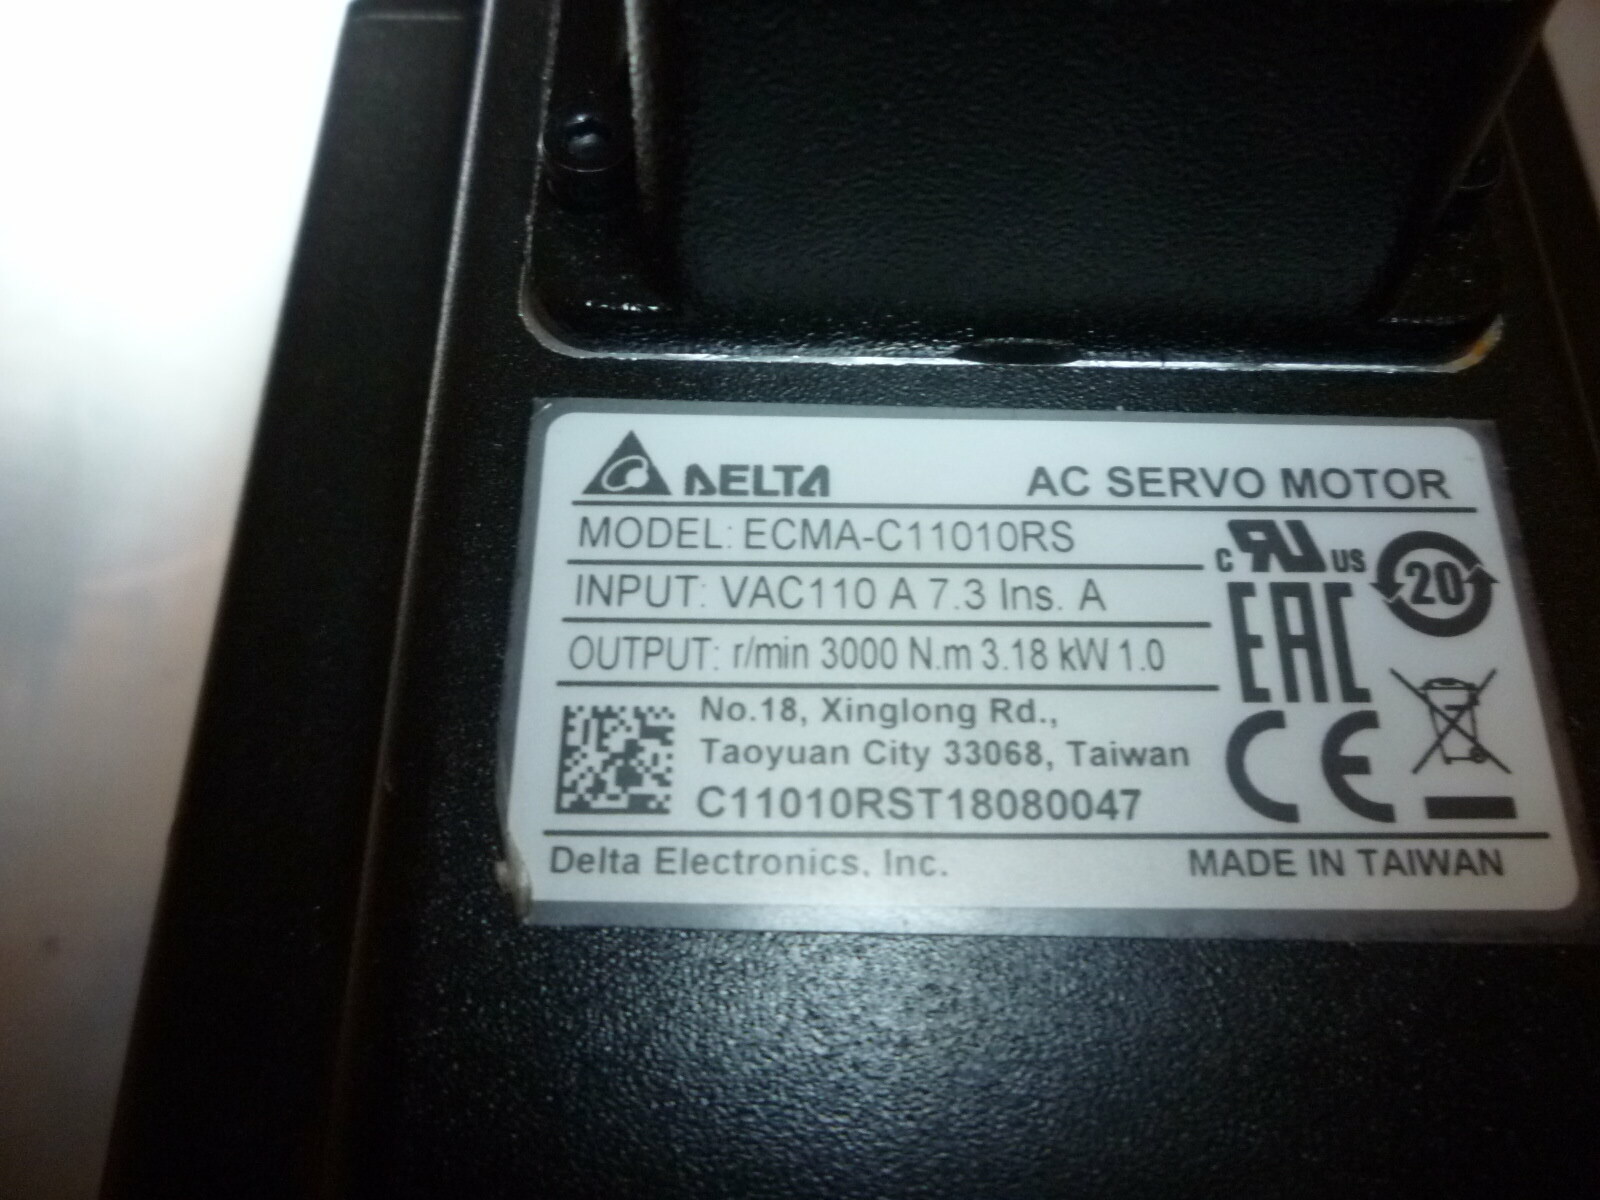 DELTA
AC SERVO MOTOR
MODEL: ECMA-C11010RS
INPUT: VAC110 A 7.3 Ins. A
OUTPUT: r/min 3000 N.m 3.18 kW 1.0
c RU US
20
EAC
No.18, Xinglong Rd.,
Taoyuan City 33068, Taiwan
C11010RST18080047
CE
Delta Electronics, Inc.
MADE IN TAIWAN